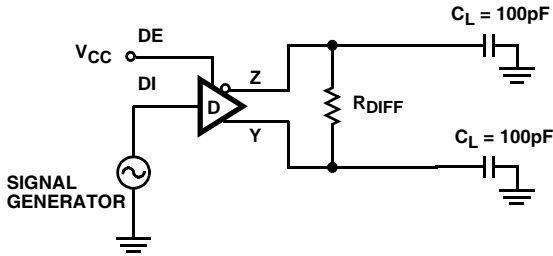 C_L = 100pF
DE
V_CC
Z
DI
D
R_DIFF
Y
C_L = 100pF
SIGNAL
GENERATOR